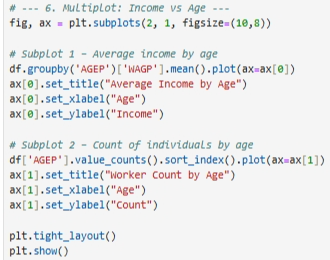 # --- 6. Multiplot: Income vs Age ---
fig, ax = plt.subplots(2, 1, figsize=(10,8))
# Subplot 1 – Average income by age
df.groupby('AGEP')['WAGP'].mean().plot(ax=ax[0])
ax[0].set_title("Average Income by Age")
ax[0].set_xlabel("Age")
ax[0].set_ylabel("Income")
# Subplot 2 – Count of individuals by age
df['AGEP'].value_counts().sort_index().plot(ax=ax[1])
ax[1].set_title("Worker Count by Age")
ax[1].set_xlabel("Age")
ax[1].set_ylabel("Count")
plt.tight_layout()
plt.show()